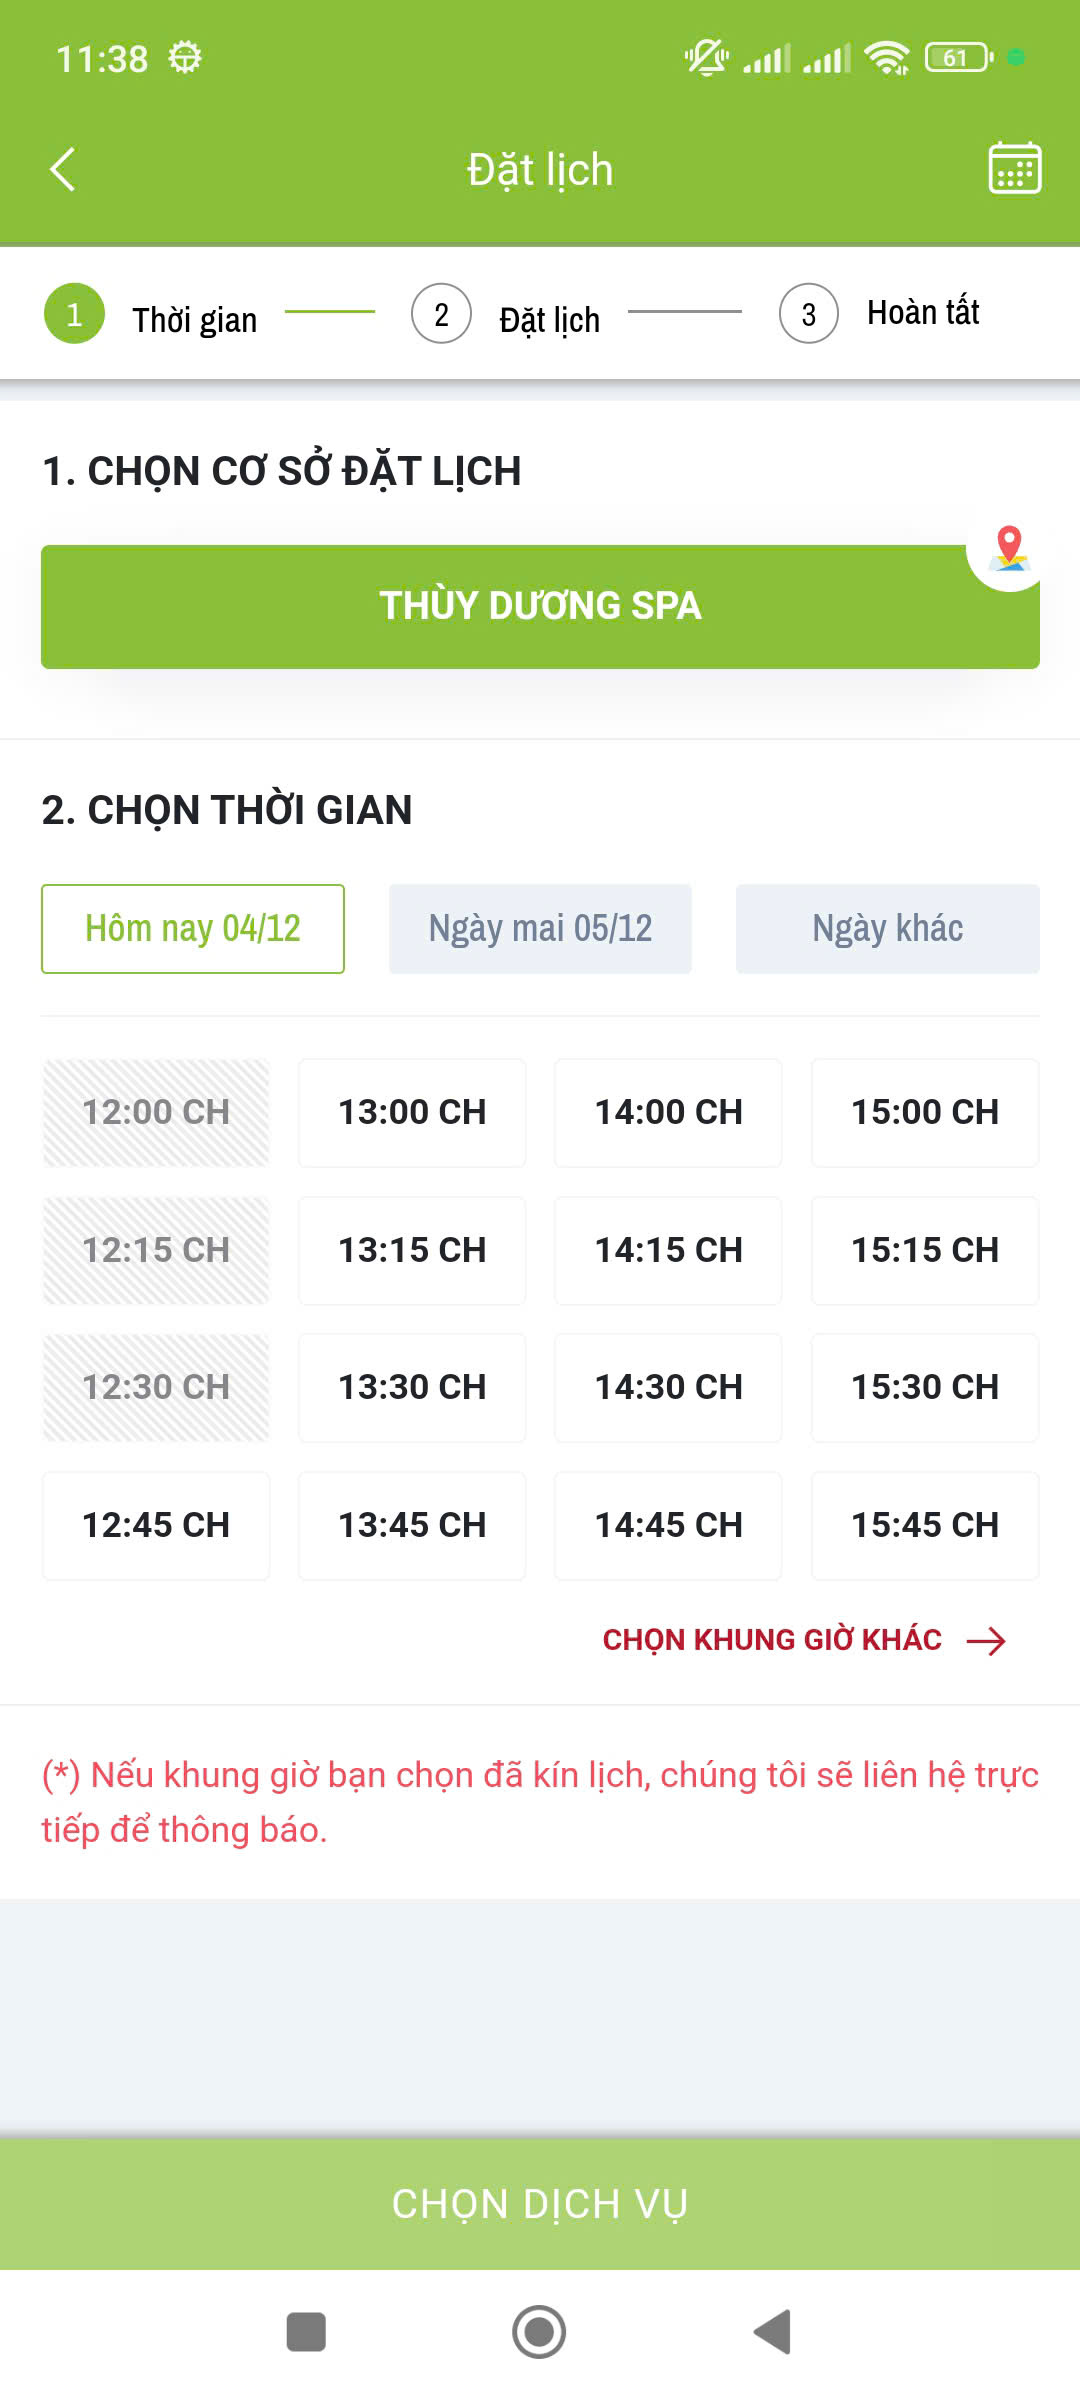 11:38
61
Đặt lịch
1 Thời gian 2 Đặt lịch 3 Hoàn tất
1. CHỌN CƠ SỞ ĐẶT LỊCH
THÙY DƯƠNG SPA
2. CHỌN THỜI GIAN
Hôm nay 04/12 Ngày mai 05/12 Ngày khác
12:00 CH 13:00 CH 14:00 CH 15:00 CH
12:15 CH 13:15 CH 14:15 CH 15:15 CH
12:30 CH 13:30 CH 14:30 CH 15:30 CH
12:45 CH 13:45 CH 14:45 CH 15:45 CH
CHỌN KHUNG GIỜ KHÁC
(*) Nếu khung giờ bạn chọn đã kín lịch, chúng tôi sẽ liên hệ trực
tiếp để thông báo.
CHỌN DỊCH VỤ